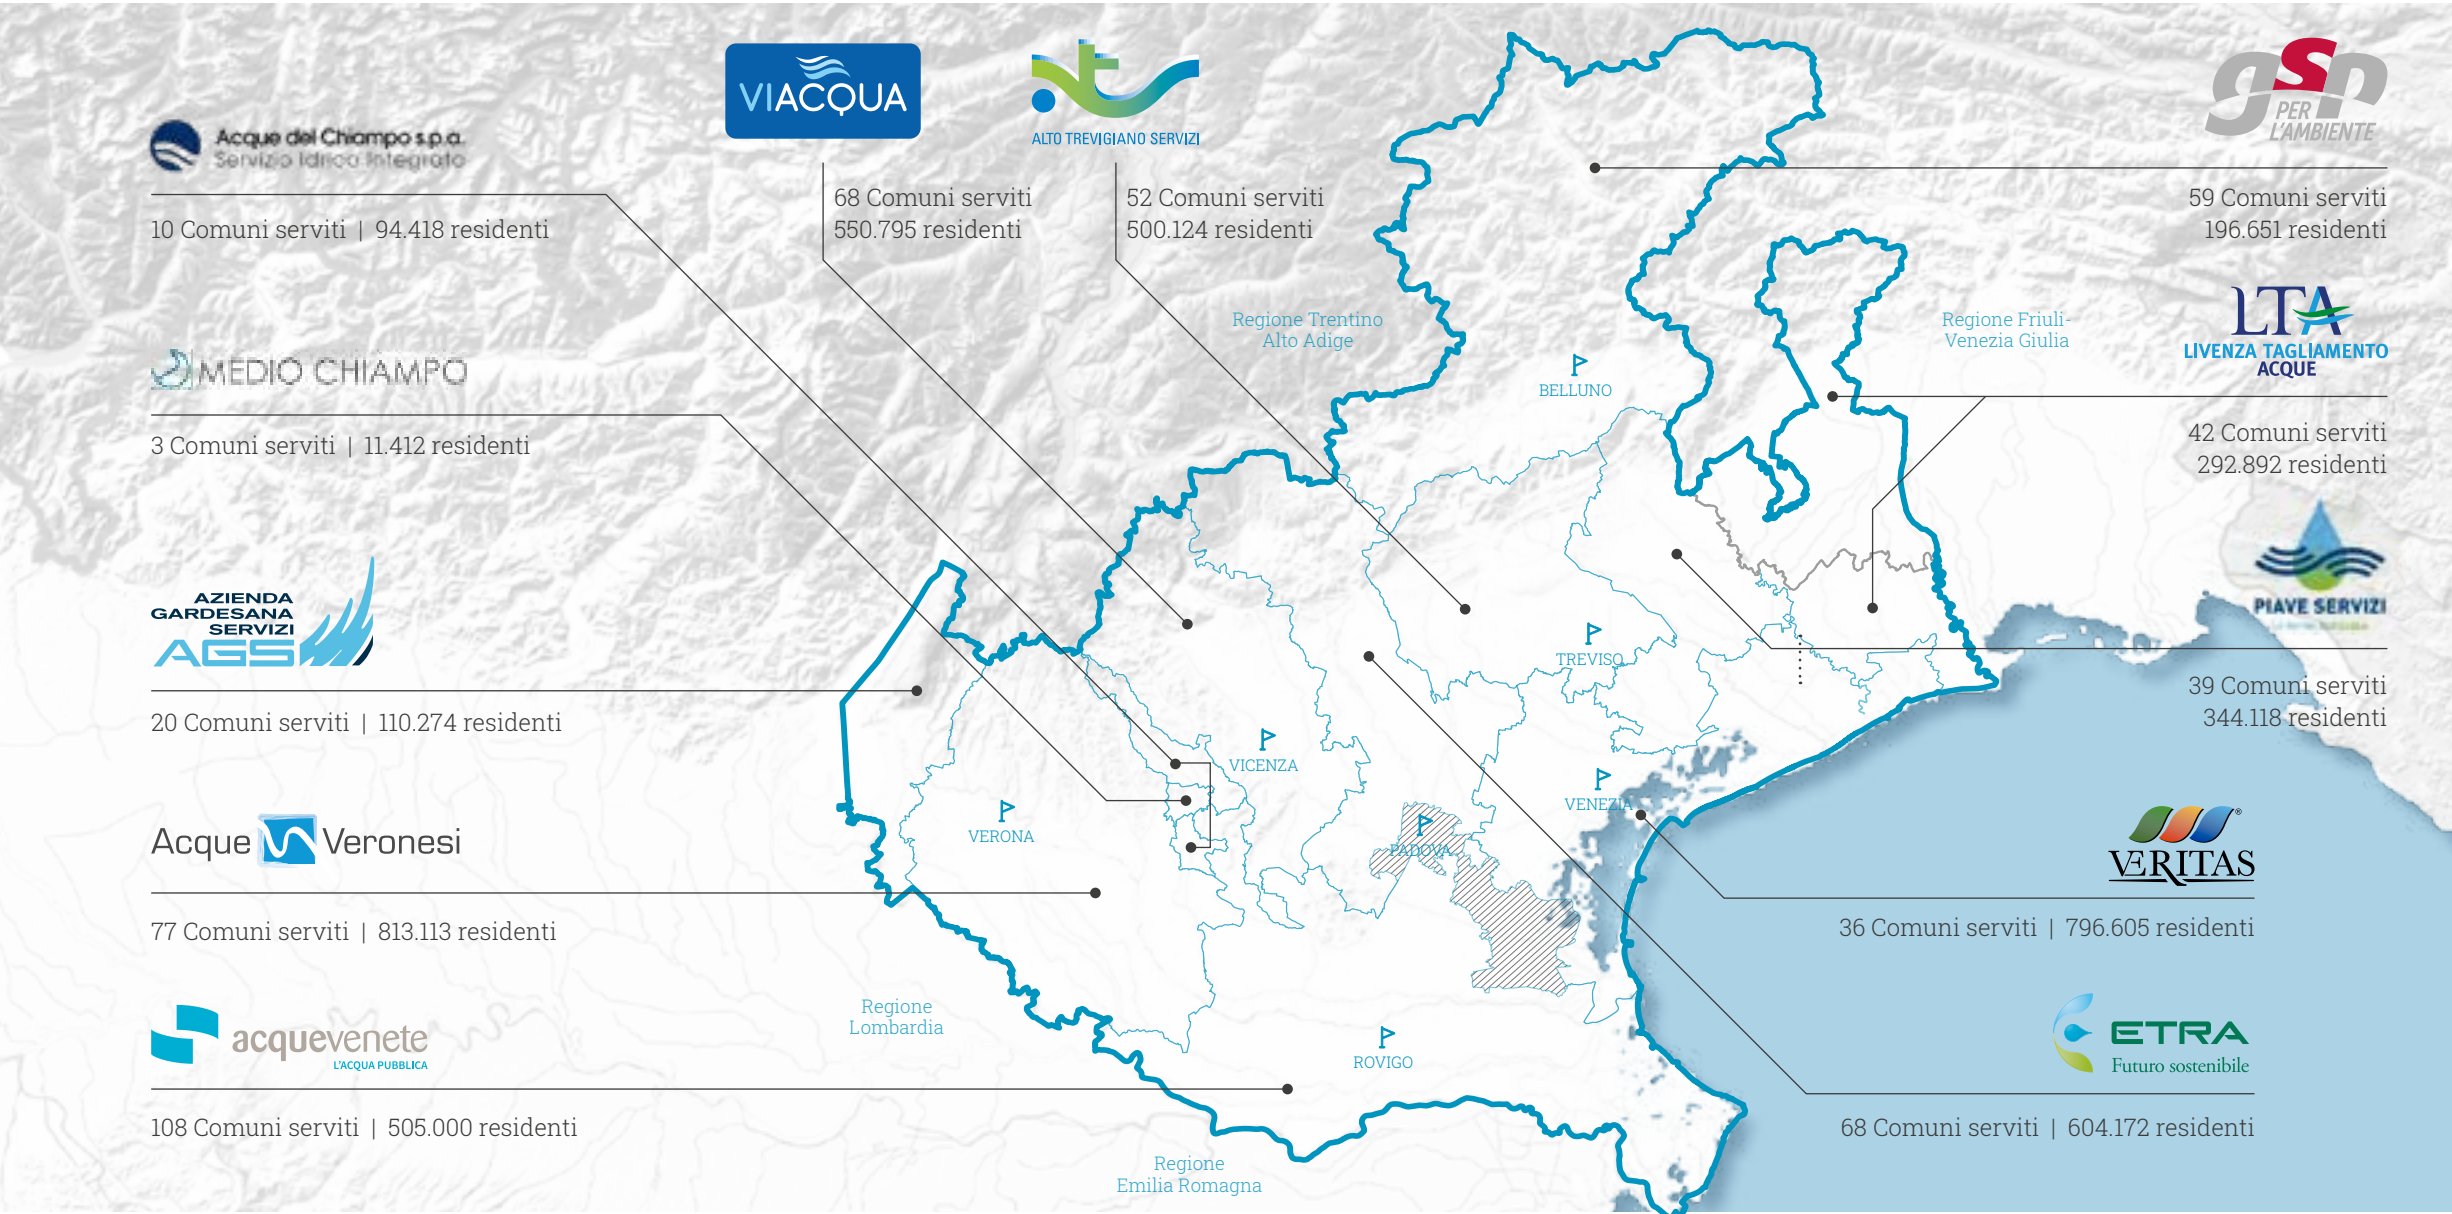 Acque del Chiampo s.p.a.
Servizio Idrico Integrato
10 Comuni serviti | 94.418 residenti
MEDIO CHIAMPO
3 Comuni serviti | 11.412 residenti
AZIENDA
GARDESANA
SERVIZI
AGS
20 Comuni serviti | 110.274 residenti
Acque Veronesi
77 Comuni serviti | 813.113 residenti
acquevenete
L'ACQUA PUBBLICA
108 Comuni serviti | 505.000 residenti
VIACQUA
68 Comuni serviti
550.795 residenti
ALTO TREVIGIANO SERVIZI
52 Comuni serviti
500.124 residenti
Regione Trentino
Alto Adige
BELLUNO
Regione Friuli-
Venezia Giulia
TREVISO
VICENZA
VENEZIA
VERONA
PADOVA
ROVIGO
Regione
Lombardia
Regione
Emilia Romagna
gsp
PER
L'AMBIENTE
59 Comuni serviti
196.651 residenti
LTA
LIVENZA TAGLIAMENTO
ACQUE
42 Comuni serviti
292.892 residenti
PIAVE SERVIZI
39 Comuni serviti
344.118 residenti
VERITAS
®
36 Comuni serviti | 796.605 residenti
ETRA
Futuro sostenibile
68 Comuni serviti | 604.172 residenti